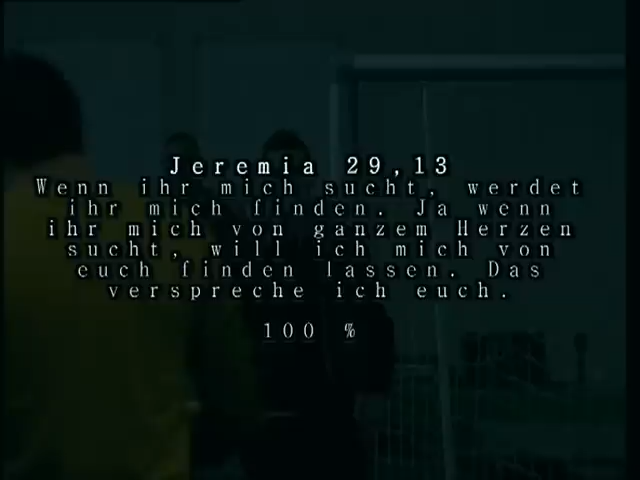 Jeremia 29,13
Wenn ihr mich sucht, werdet
ihr mich finden. Ja wenn
ihr mich von ganzem Herzen
sucht, will ich mich von
euch finden lassen. Das
verspreche ich euch.
100 %